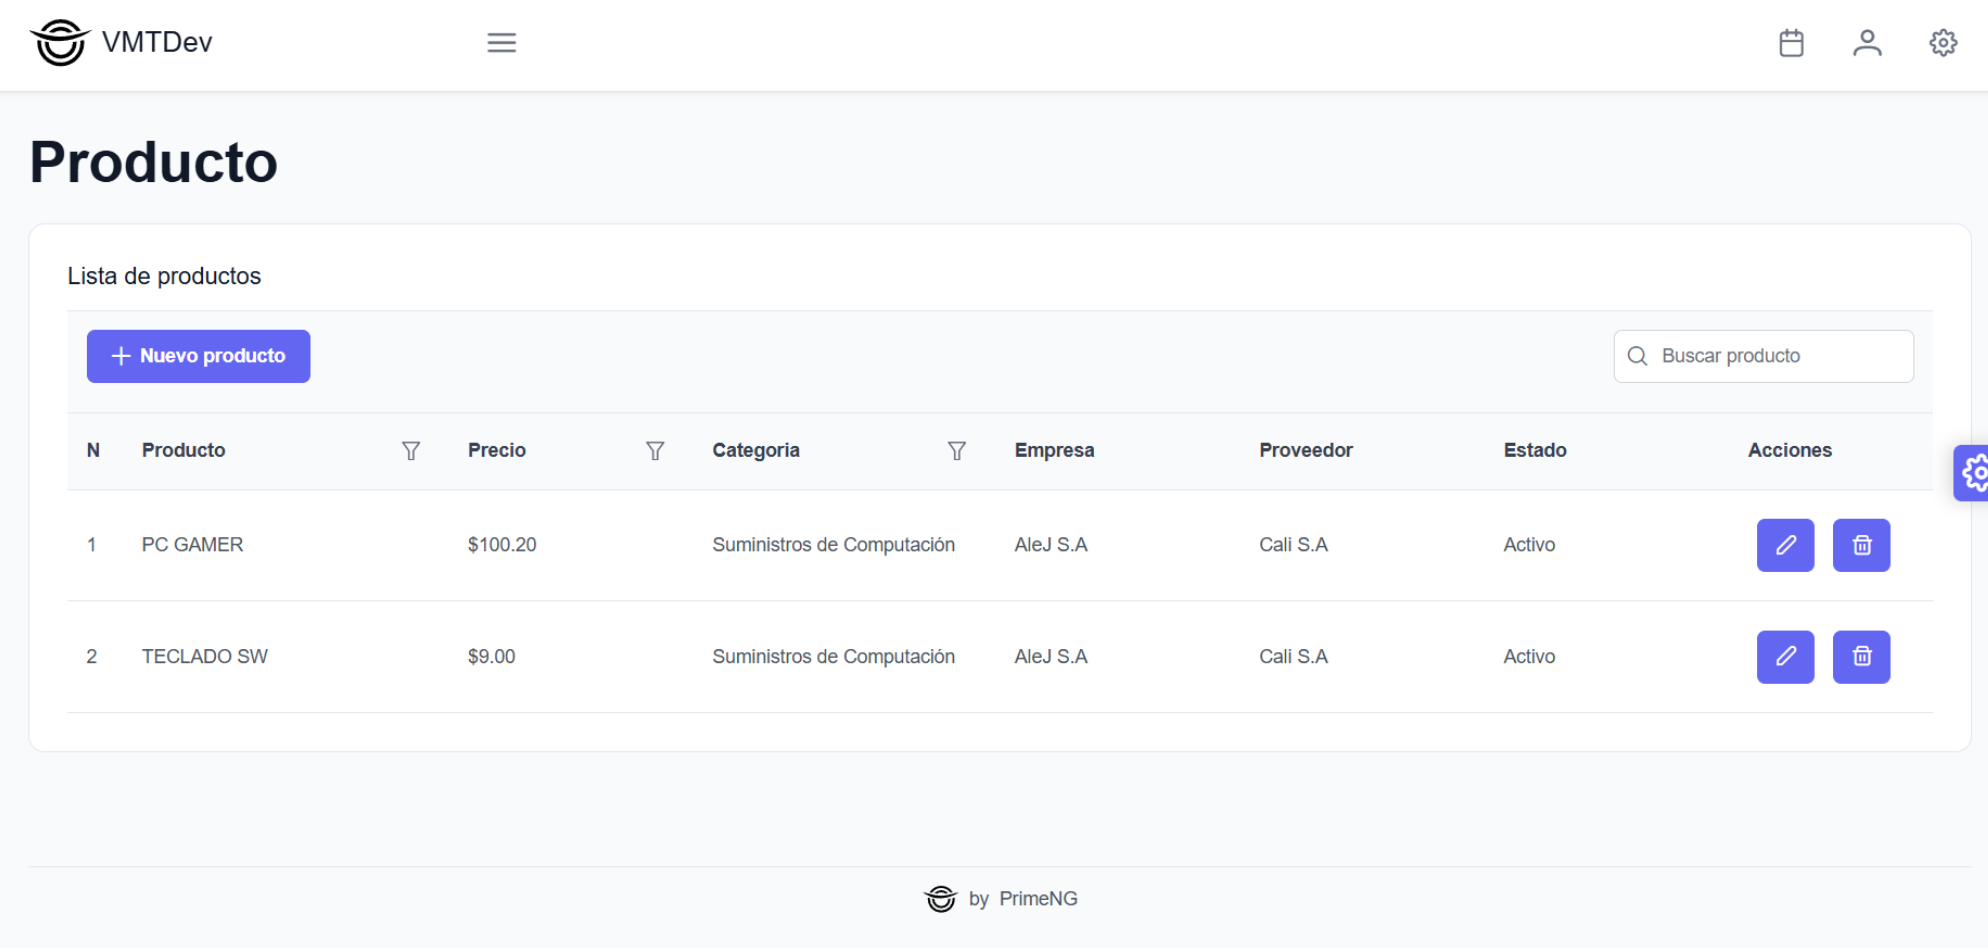 VMTDev
Producto
Lista de productos
Nuevo producto
Buscar producto
N Producto Precio Categoria Empresa Proveedor Estado Acciones
1 PC GAMER $100.20 Suministros de Computación AleJ S.A Cali S.A Activo
2 TECLADO SW $9.00 Suministros de Computación AleJ S.A Cali S.A Activo
by PrimeNG